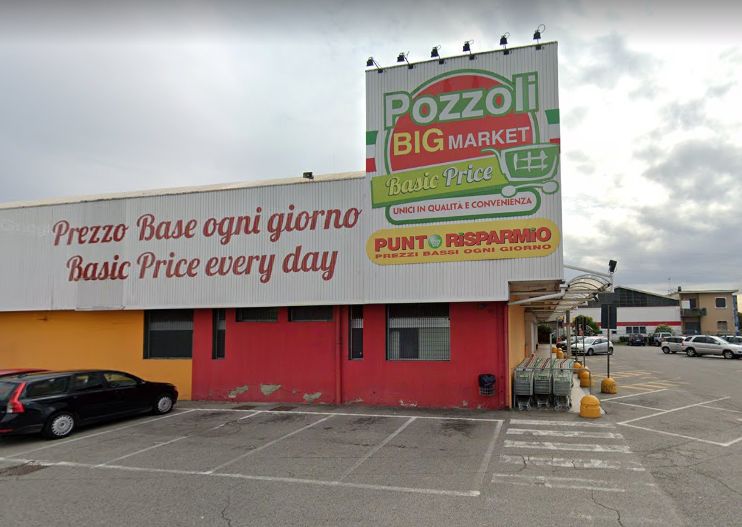 Pozzoli
BIG MARKET
Basic Price
UNICI IN QUALITA E CONVENIENZA
PUNTO RISPARMIO
PREZZI BASSI OGNI GIORNO
Prezzo Base ogni giorno
Basic Price every day